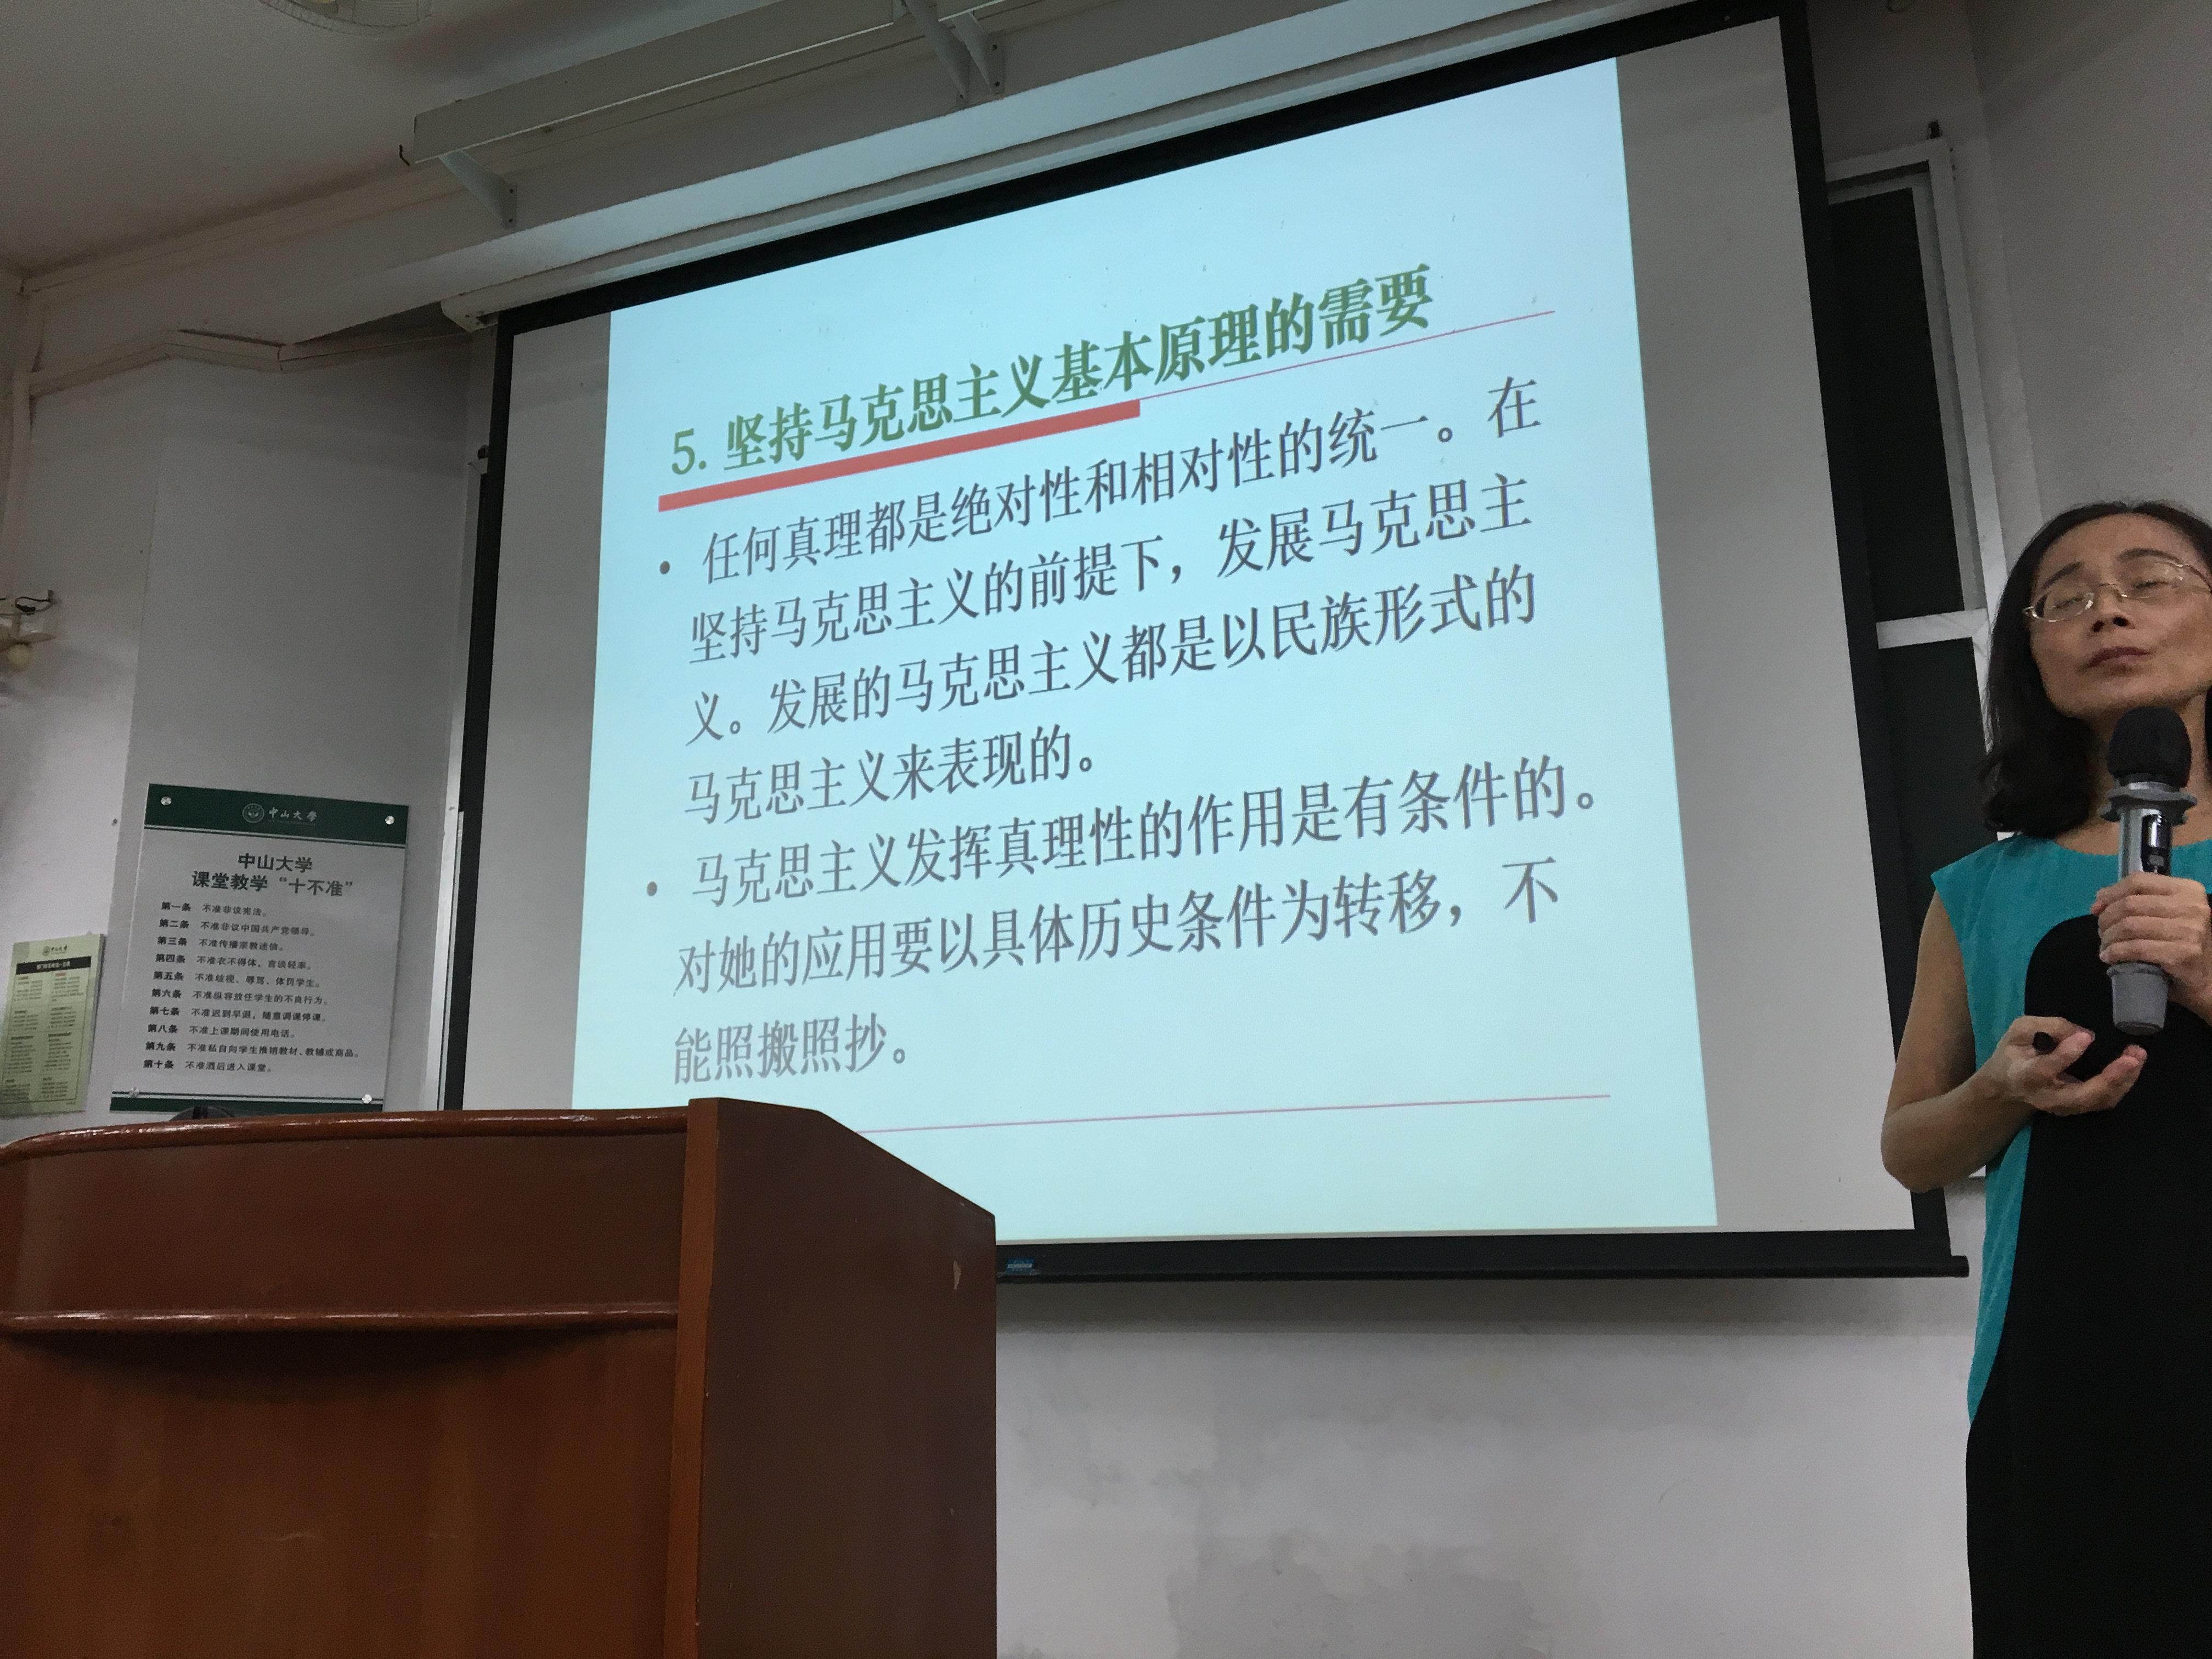 5. 坚持马克思主义基本原理的需要
• 任何真理都是绝对性和相对性的统一。在
坚持马克思主义的前提下，发展马克思主
义。发展的马克思主义都是以民族形式的
马克思主义来表现的。
• 马克思主义发挥真理性的作用是有条件的。
对她的应用要以具体历史条件为转移，不
能照搬照抄。
中山大學
中山大学
课堂教学“十不准”
第一条 不准非议宪法。
第二条 不准非议中国共产党领导。
第三条 不准传播宗教迷信。
第四条 不准衣不得体、言谈轻率。
第五条 不准歧视、辱骂、体罚学生。
第六条 不准纵容放任学生的不良行为。
第七条 不准迟到早退，随意调课停课。
第八条 不准上课期间使用电话。
第九条 不准私自向学生推销教材、教辅或商品。
第十条 不准酒后进入课堂。
中山大學